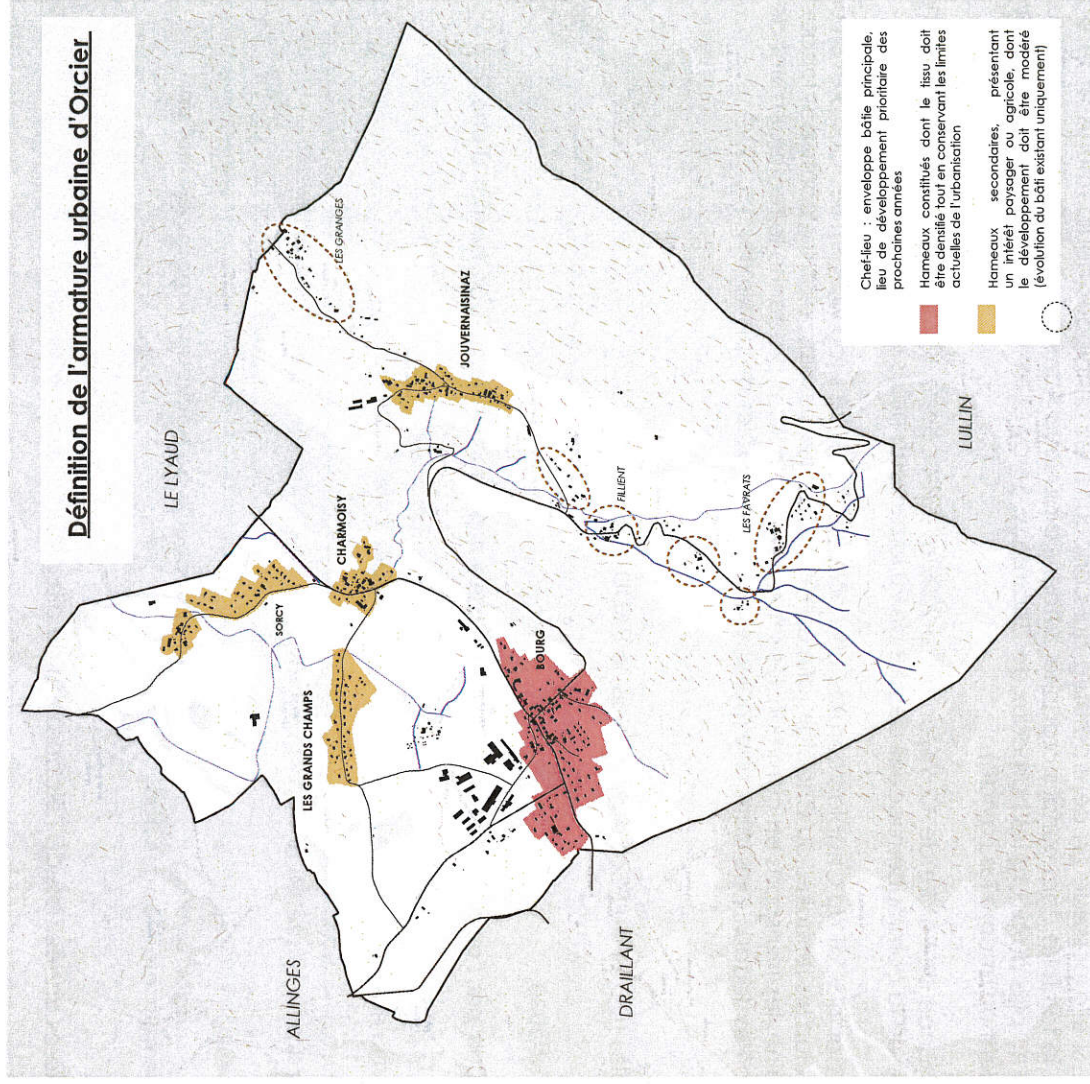 Définition de l'armature urbaine d'Orcier
LE LYAUD
LES GRANGES
JOUVERNAISINAZ
CHARMOISY
SORCY
LES GRANDS CHAMPS
ALLINGES
BOURG
FILLIENT
LES FAVRATS
DRAILLANT
LULLIN
Chef-lieu : enveloppe bâtie principale,
lieu de développement prioritaire des
prochaines années
Hameaux constitués dont le tissu doit
être densifié tout en conservant les limites
actuelles de l'urbanisation
Hameaux secondaires, présentant
un intérêt paysager ou agricole, dont
le développement doit être modéré
(évolution du bâti existant uniquement)